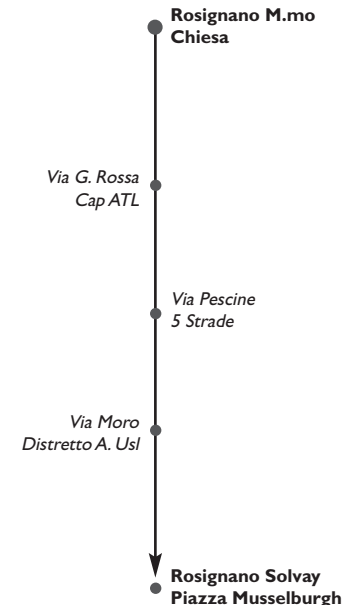 Rosignano M.mo
Chiesa
Via G. Rossa
Cap ATL
Via Pescine
5 Strade
Via Moro
Distretto A. Usl
Rosignano Solvay
Piazza Musselburgh